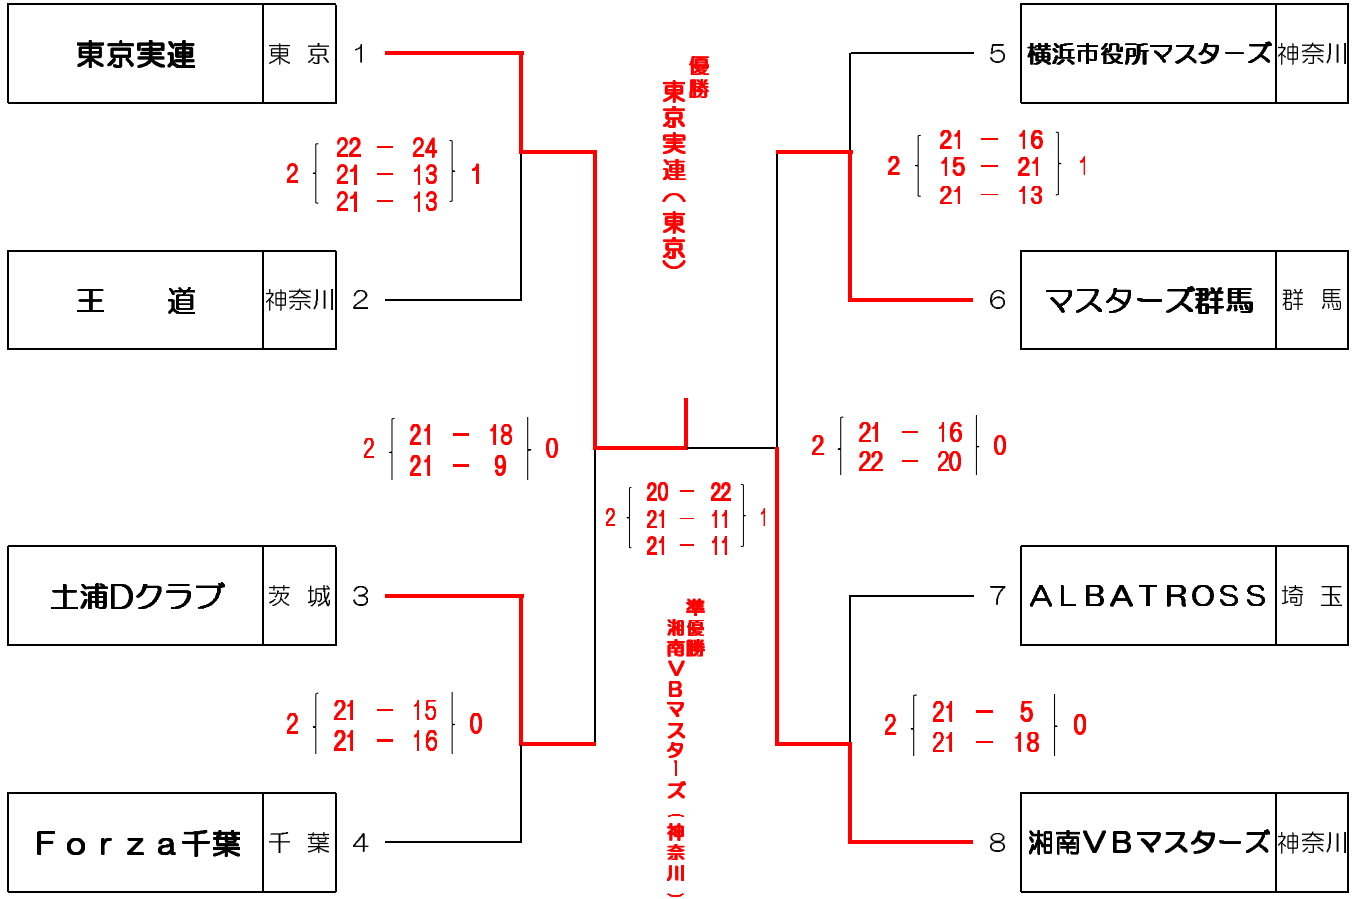 東京実連 東 京 1
22 － 24
2 21 － 13 1
21 － 13
王　道 神奈川 2
2 21 － 18 0
21 － 9
土浦Dクラブ 茨 城 3
2 21 － 15 0
21 － 16
Ｆｏｒｚａ千葉 千 葉 4
優勝
東京実連（東京）
20 － 22
2 21 － 11 1
21 － 11
準優勝
湘南ＶＢマスターズ（神奈川）
5 横浜市役所マスターズ 神奈川
21 － 16
2 15 － 21 1
21 － 13
6 マスターズ群馬 群 馬
2 21 － 16 0
22 － 20
7 ＡＬＢＡＴＲＯＳＳ 埼 玉
2 21 － 5 0
21 － 18
8 湘南ＶＢマスターズ 神奈川